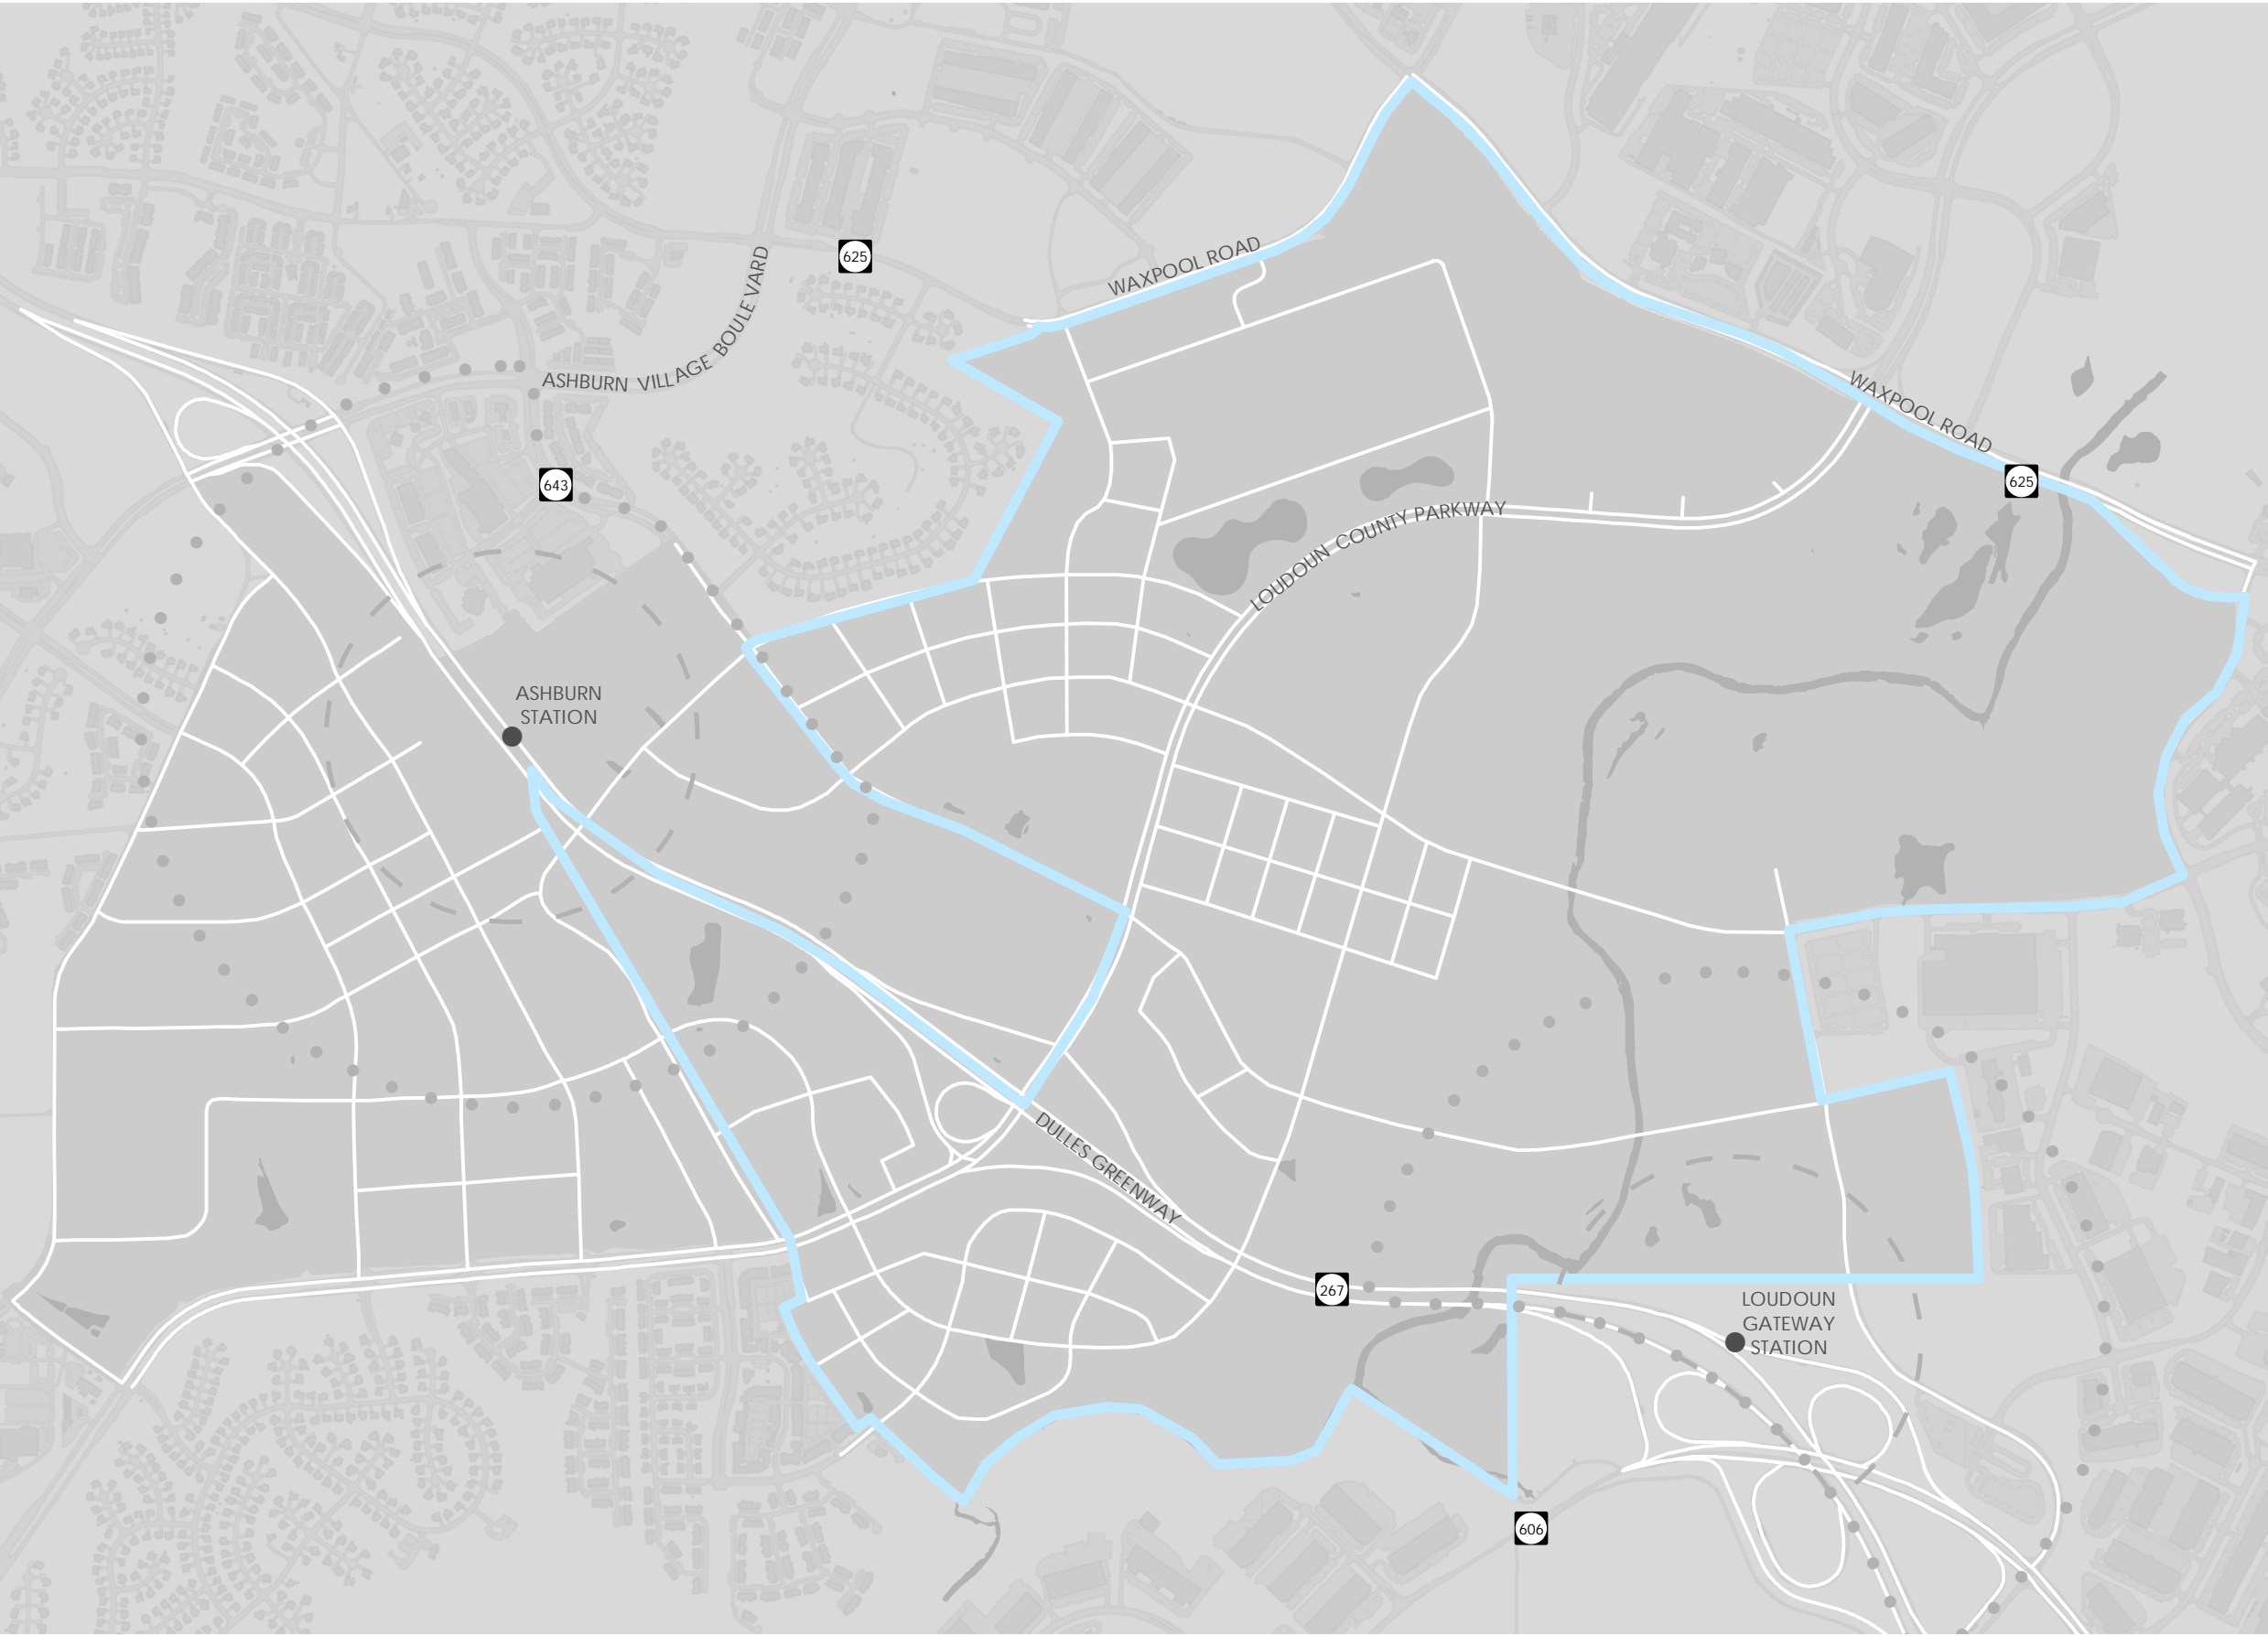 WAXPOOL ROAD
625
ASHBURN VILLAGE BOULEVARD
WAXPOOL ROAD
643
625
LOUDOUN COUNTY PARKWAY
ASHBURN
STATION
DULLES GREENWAY
267
LOUDOUN
GATEWAY
STATION
606